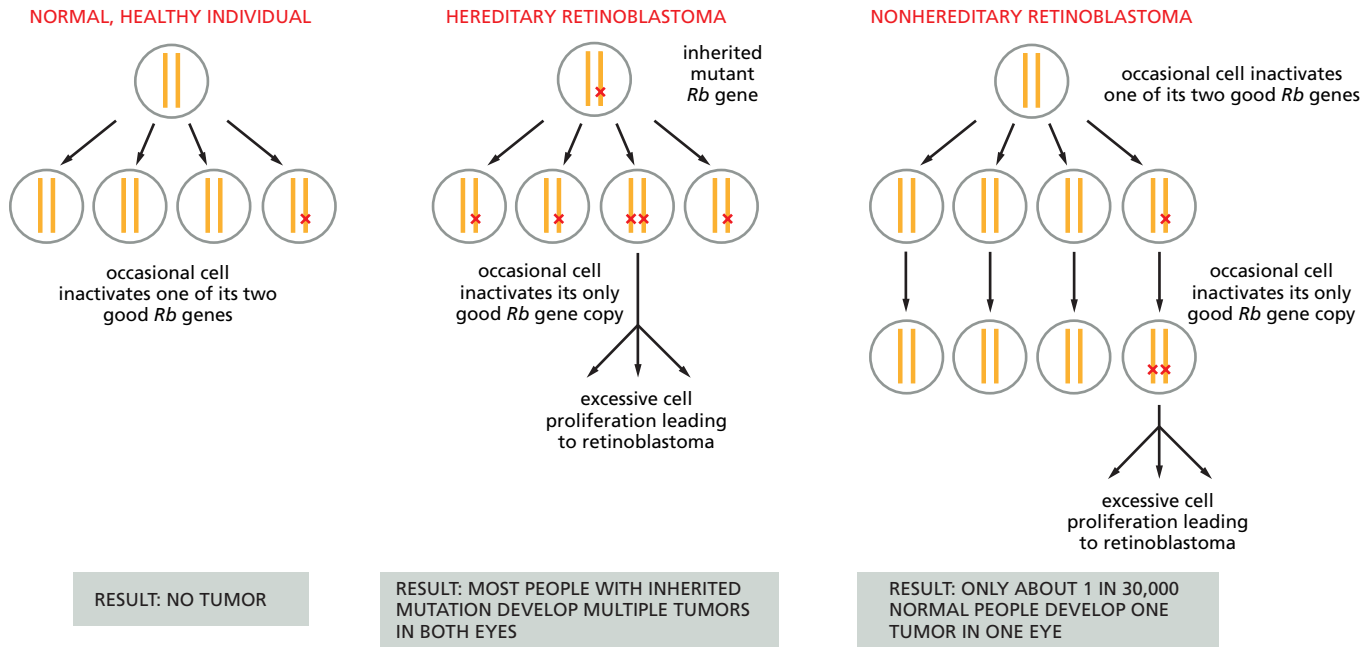 NORMAL, HEALTHY INDIVIDUAL
occasional cell
inactivates one of its two
good Rb genes
RESULT: NO TUMOR
HEREDITARY RETINOBLASTOMA
inherited
mutant
Rb gene
occasional cell
inactivates its only
good Rb gene copy
excessive cell
proliferation leading
to retinoblastoma
RESULT: MOST PEOPLE WITH INHERITED
MUTATION DEVELOP MULTIPLE TUMORS
IN BOTH EYES
NONHEREDITARY RETINOBLASTOMA
occasional cell inactivates
one of its two good Rb genes
occasional cell
inactivates its only
good Rb gene copy
excessive cell
proliferation leading
to retinoblastoma
RESULT: ONLY ABOUT 1 IN 30,000
NORMAL PEOPLE DEVELOP ONE
TUMOR IN ONE EYE